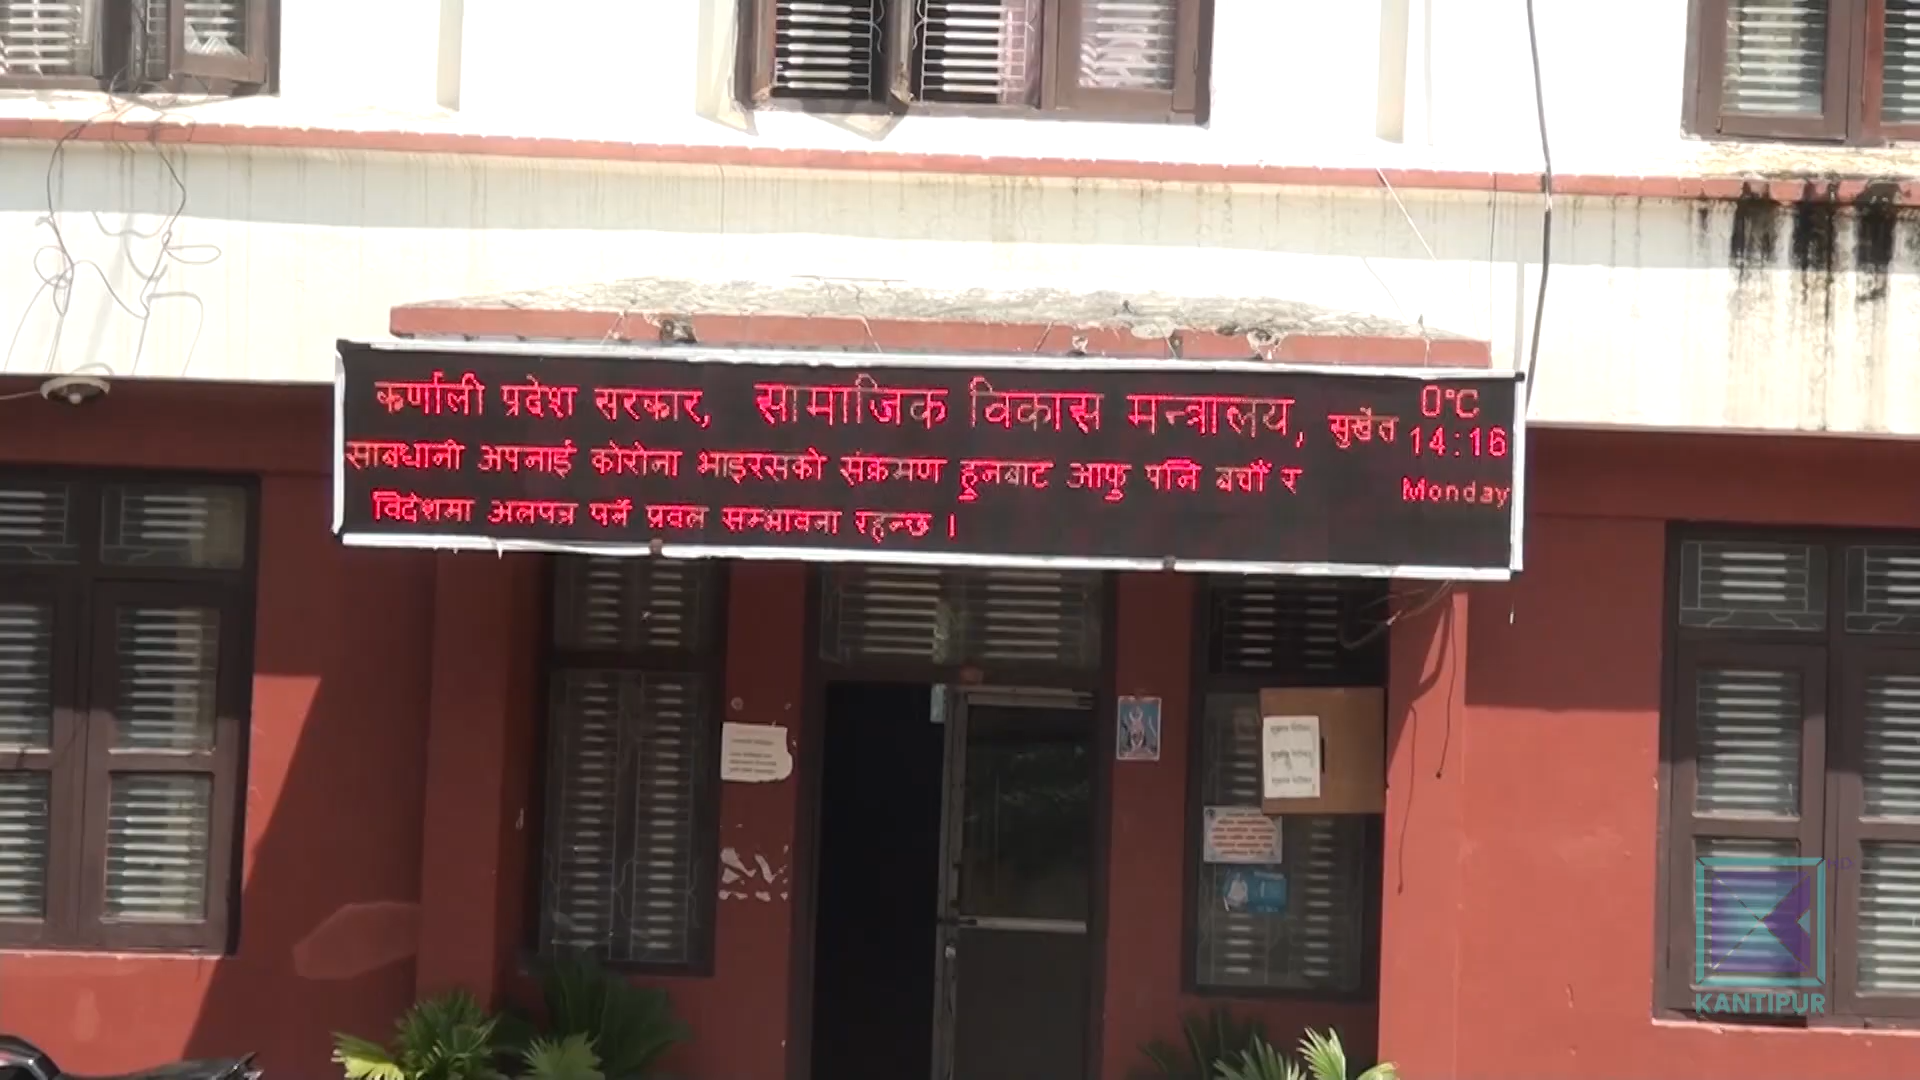 कर्णाली प्रदेश सरकार, सामाजिक विकास मन्त्रालय, सुर्खेत
0°C
14:16
Monday
साबधानी अपनाई कोरोना भाइरसको संक्रमण हुनबाट आफु पनि बचौं र
विदेशमा अलपत्र पर्ने प्रवल सम्भावना रहन्छ ।
KANTIPUR